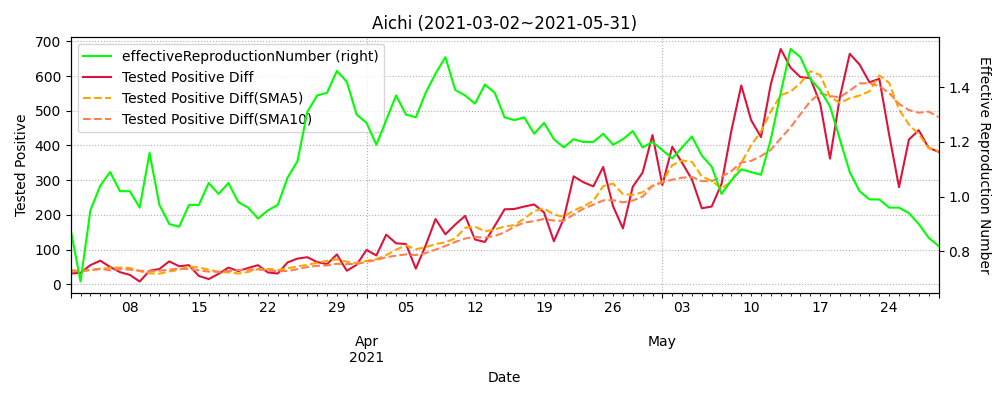 Aichi (2021-03-02~2021-05-31)
effectiveReproductionNumber (right)
Tested Positive Diff
Tested Positive Diff(SMA5)
Tested Positive Diff(SMA10)
Tested Positive
700
600
500
400
300
200
100
0
1.4
1.2
1.0
0.8
Effective Reproduction Number
08 15 22 29 05 12 19 26 03 10 17 24
Apr May
2021
Date